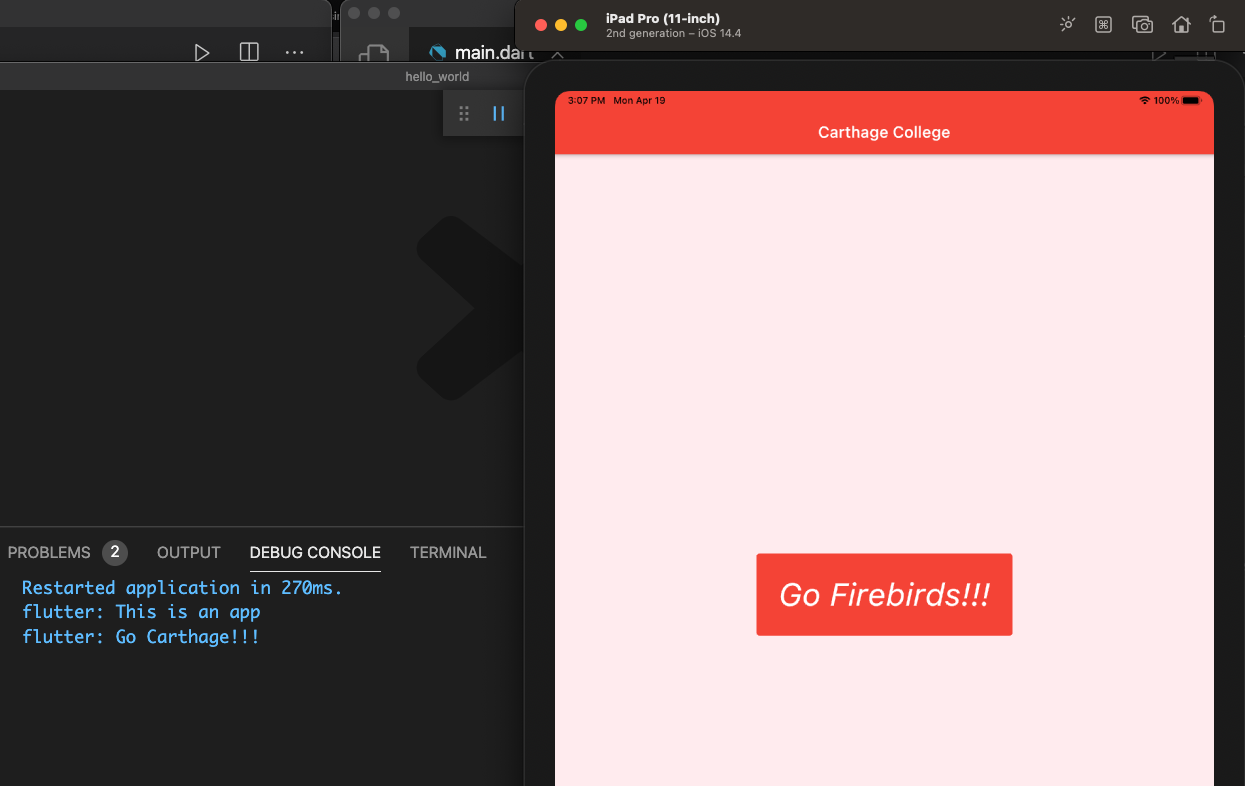 main.dart
iPad Pro (11-inch)
2nd generation – iOS 14.4
hello_world
3:07 PM Mon Apr 19
100%
Carthage College
Go Firebirds!!!
PROBLEMS 2 OUTPUT DEBUG CONSOLE TERMINAL
Restarted application in 270ms.
flutter: This is an app
flutter: Go Carthage!!!